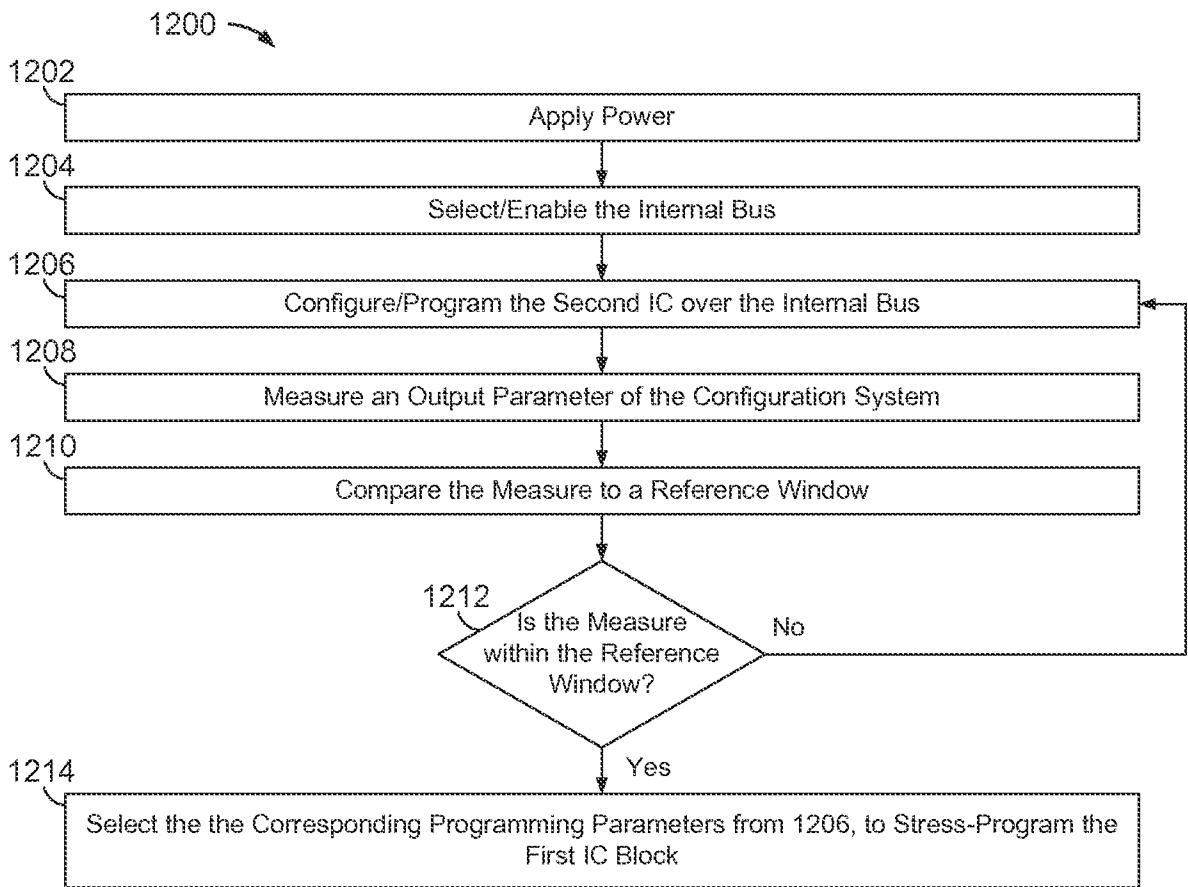 1200
1202
Apply Power
1204
Select/Enable the Internal Bus
1206
Configure/Program the Second IC over the Internal Bus
1208
Measure an Output Parameter of the Configuration System
1210
Compare the Measure to a Reference Window
1212
Is the Measure
within the Reference
Window?
No
Yes
1214
Select the the Corresponding Programming Parameters from 1206, to Stress-Program the
First IC Block